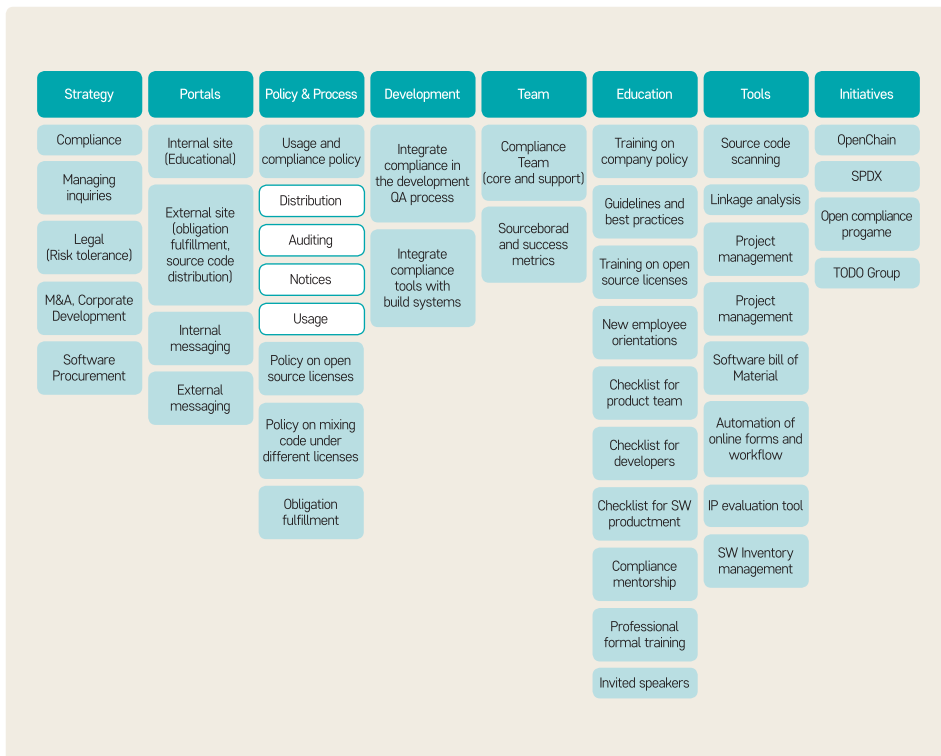 Strategy
Compliance
Managing
inquiries
Legal
(Risk tolerance)
M&A, Corporate
Development
Software
Procurement
Portals
Internal site
(Educational)
External site
(obligation
fulfillment,
source code
distribution)
Internal
messaging
External
messaging
Policy & Process
Usage and
compliance policy
Distribution
Auditing
Notices
Usage
Policy on open
source licenses
Policy on mixing
code under
different licenses
Obligation
fulfillment
Development
Integrate
compliance in
the development
QA process
Integrate
compliance
tools with
build systems
Team
Compliance
Team
(core and support)
Sourceborad
and success
metrics
Education
Training on
company policy
Guidelines and
best practices
Training on open
source licenses
New employee
orientations
Checklist for
product team
Checklist for
developers
Checklist for SW
productment
Compliance
mentorship
Professional
formal training
Invited speakers
Tools
Source code
scanning
Linkage analysis
Project
management
Project
management
Software bill of
Material
Automation of
online forms and
workflow
IP evaluation tool
SW Inventory
management
Initiatives
OpenChain
SPDX
Open compliance
progame
TODO Group